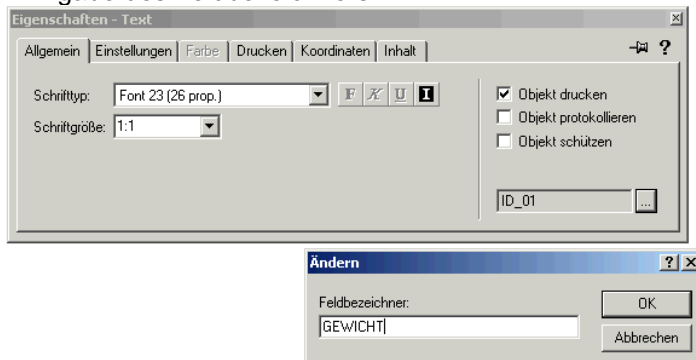 Eigenschaften - Text
Allgemein Einstellungen Farbe Drucken Koordinaten Inhalt ?
Schrifttyp: Font 23 (26 prop.) F K U I
Objekt drucken
Schriftgröße: 1:1
Objekt protokollieren
Objekt schützen
ID_01 ...
Ändern
Feldbezeichner:
OK
GEWICHT
Abbrechen